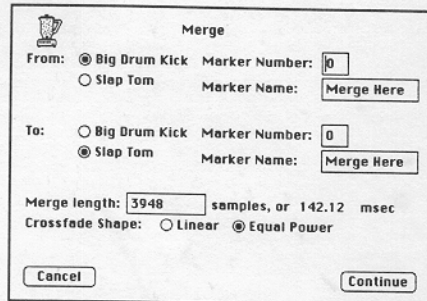 Merge
From: Big Drum Kick Marker Number: 0
Slap Tom Marker Name: Merge Here
To: Big Drum Kick Marker Number: 0
Slap Tom Marker Name: Merge Here
Merge length: 3948 samples, or 142.12 msec
Crossfade Shape: Linear Equal Power
Cancel Continue